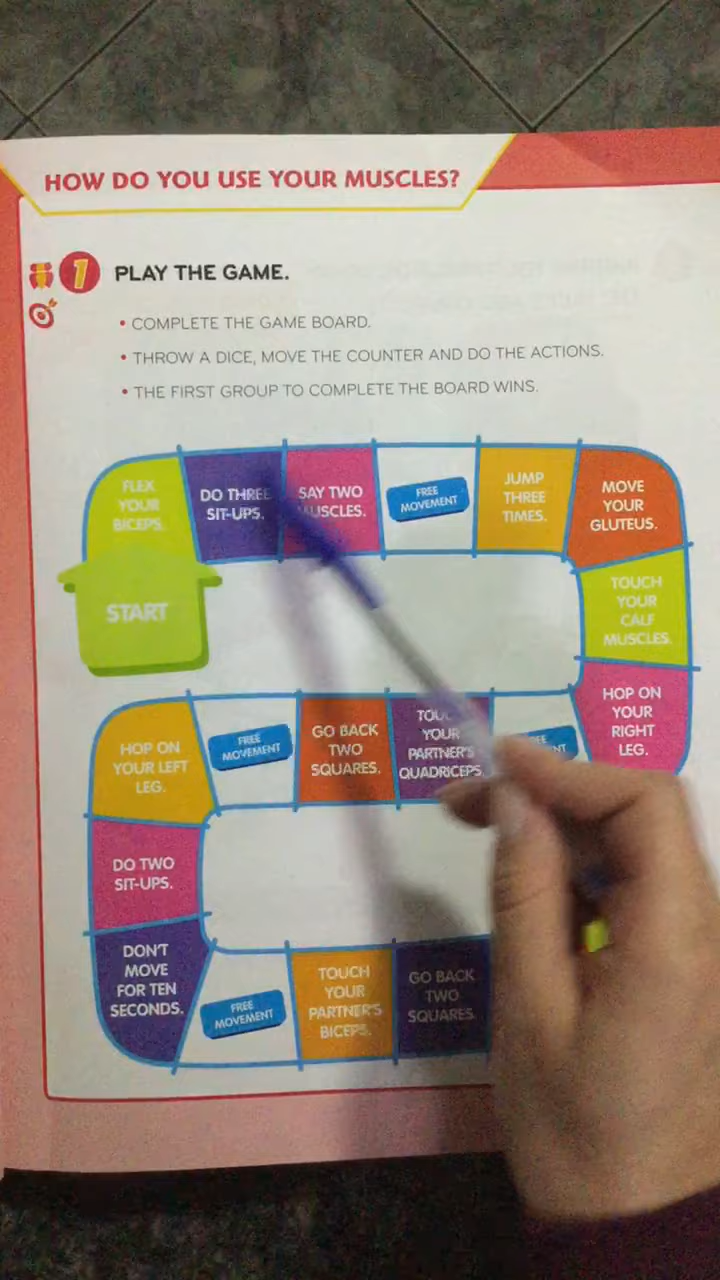 HOW DO YOU USE YOUR MUSCLES?
1 PLAY THE GAME.
• COMPLETE THE GAME BOARD.
• THROW A DICE, MOVE THE COUNTER AND DO THE ACTIONS.
• THE FIRST GROUP TO COMPLETE THE BOARD WINS.
START
FLEX
YOUR
BICEPS.
DO THREE
SIT-UPS.
SAY TWO
MUSCLES.
FREE
MOVEMENT
JUMP
THREE
TIMES.
MOVE
YOUR
GLUTEUS.
TOUCH
YOUR
CALF
MUSCLES.
HOP ON
YOUR
RIGHT
LEG.
YOUR
PARTNER'S
QUADRICEPS.
GO BACK
TWO
SQUARES.
FREE
MOVEMENT
HOP ON
YOUR LEFT
LEG.
DO TWO
SIT-UPS.
DON'T
MOVE
FOR TEN
SECONDS.
FREE
MOVEMENT
TOUCH
YOUR
PARTNER'S
BICEPS.
GO BACK
TWO
SQUARES.